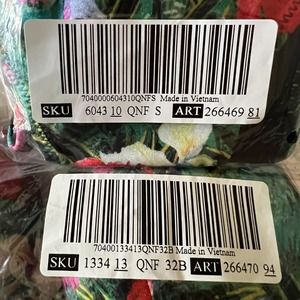 7040000604310QNFS Made in Vietnam
SKU 6043 10 QNF S ART 266469 81
70400133413QNF32B Made in Vietnam
SKU 1334 13 QNF 32B ART 266470 94